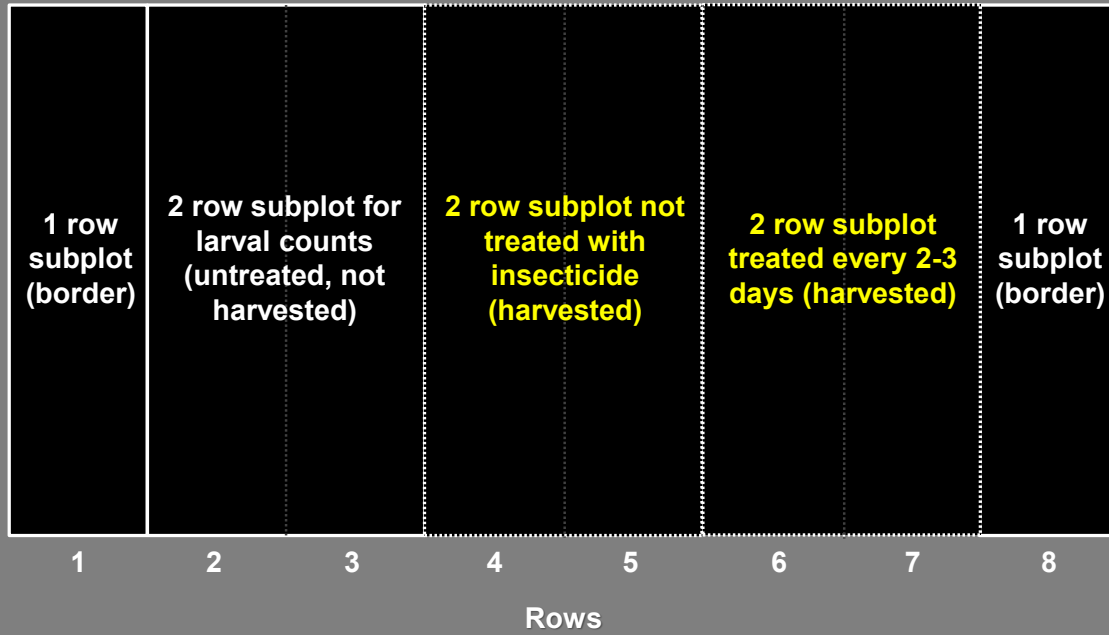 1 row
subplot
(border)
2 row subplot for
larval counts
(untreated, not
harvested)
2 row subplot not
treated with
insecticide
(harvested)
2 row subplot
treated every 2-3
days (harvested)
1 row
subplot
(border)
1 2 3 4 5 6 7 8
Rows